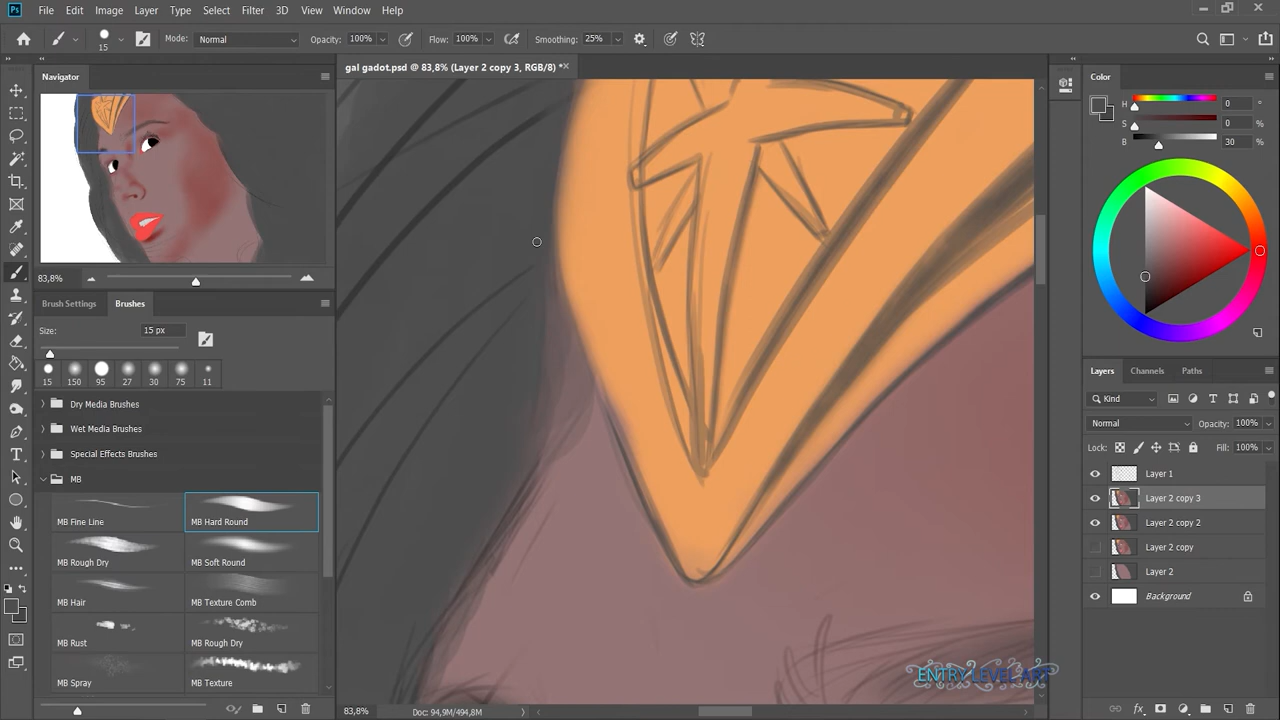 Ps File Edit Image Layer Type Select Filter 3D View Window Help
15 Mode: Normal Opacity: 100% Flow: 100% Smoothing: 25%
Navigator
gal gadot.psd @ 83,8% (Layer 2 copy 3, RGB/8) *
Color
H 0 °
S 0 %
B 30 %
83,8%
Brush Settings Brushes
Size: 15 px
15 150 95 27 30 75 11
Dry Media Brushes
Wet Media Brushes
Special Effects Brushes
MB
MB Fine Line MB Hard Round
MB Rough Dry MB Soft Round
MB Hair MB Texture Comb
MB Rust MB Rough Dry
MB Spray MB Texture
Layers Channels Paths
Kind
Normal Opacity: 100%
Lock: Fill: 100%
Layer 1
Layer 2 copy 3
Layer 2 copy 2
Layer 2 copy
Layer 2
Background
ENTRY LEVEL ART
83,8% Doc: 94,9M/494,8M
fx